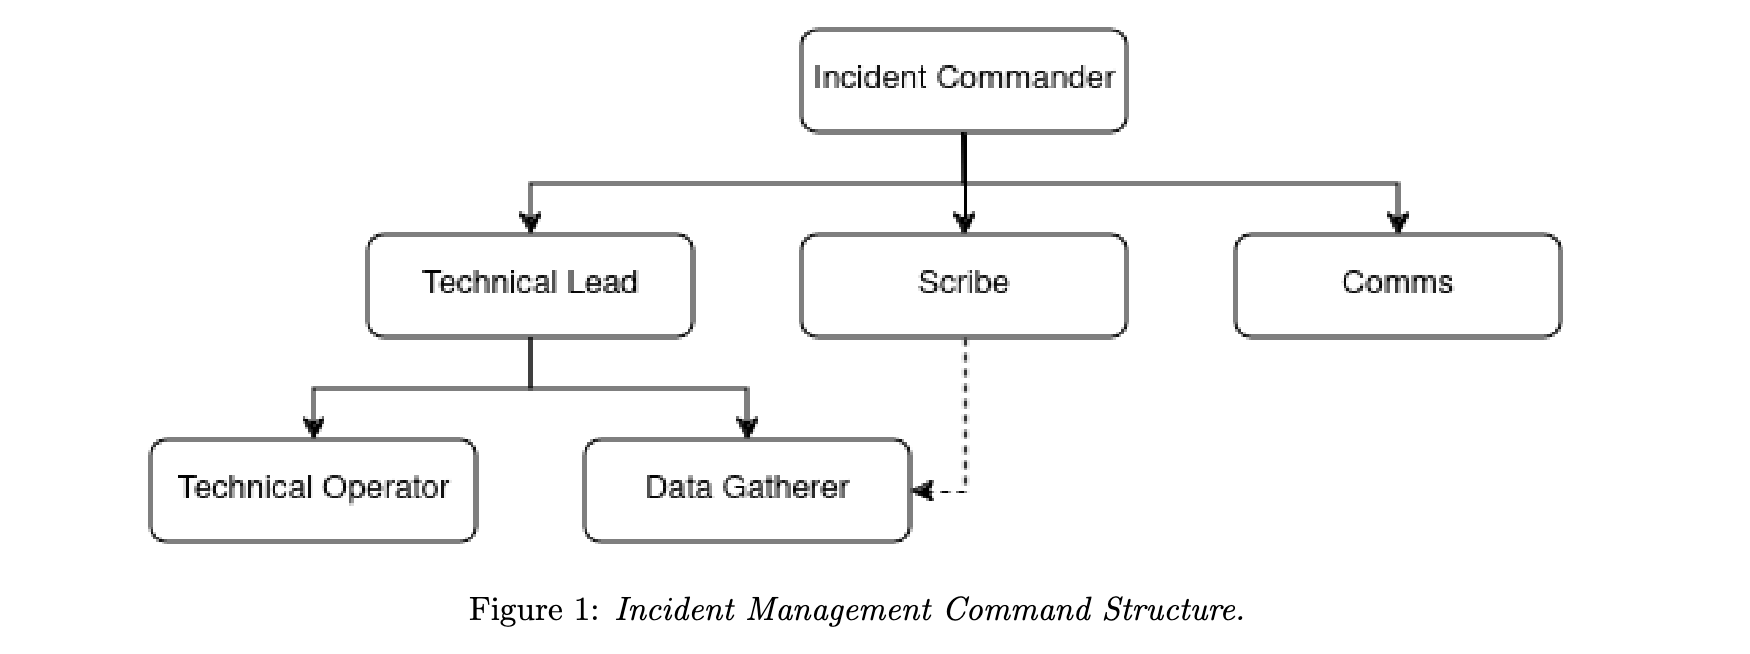 Incident Commander
Technical Lead
Scribe
Comms
Technical Operator
Data Gatherer
Figure 1: Incident Management Command Structure.